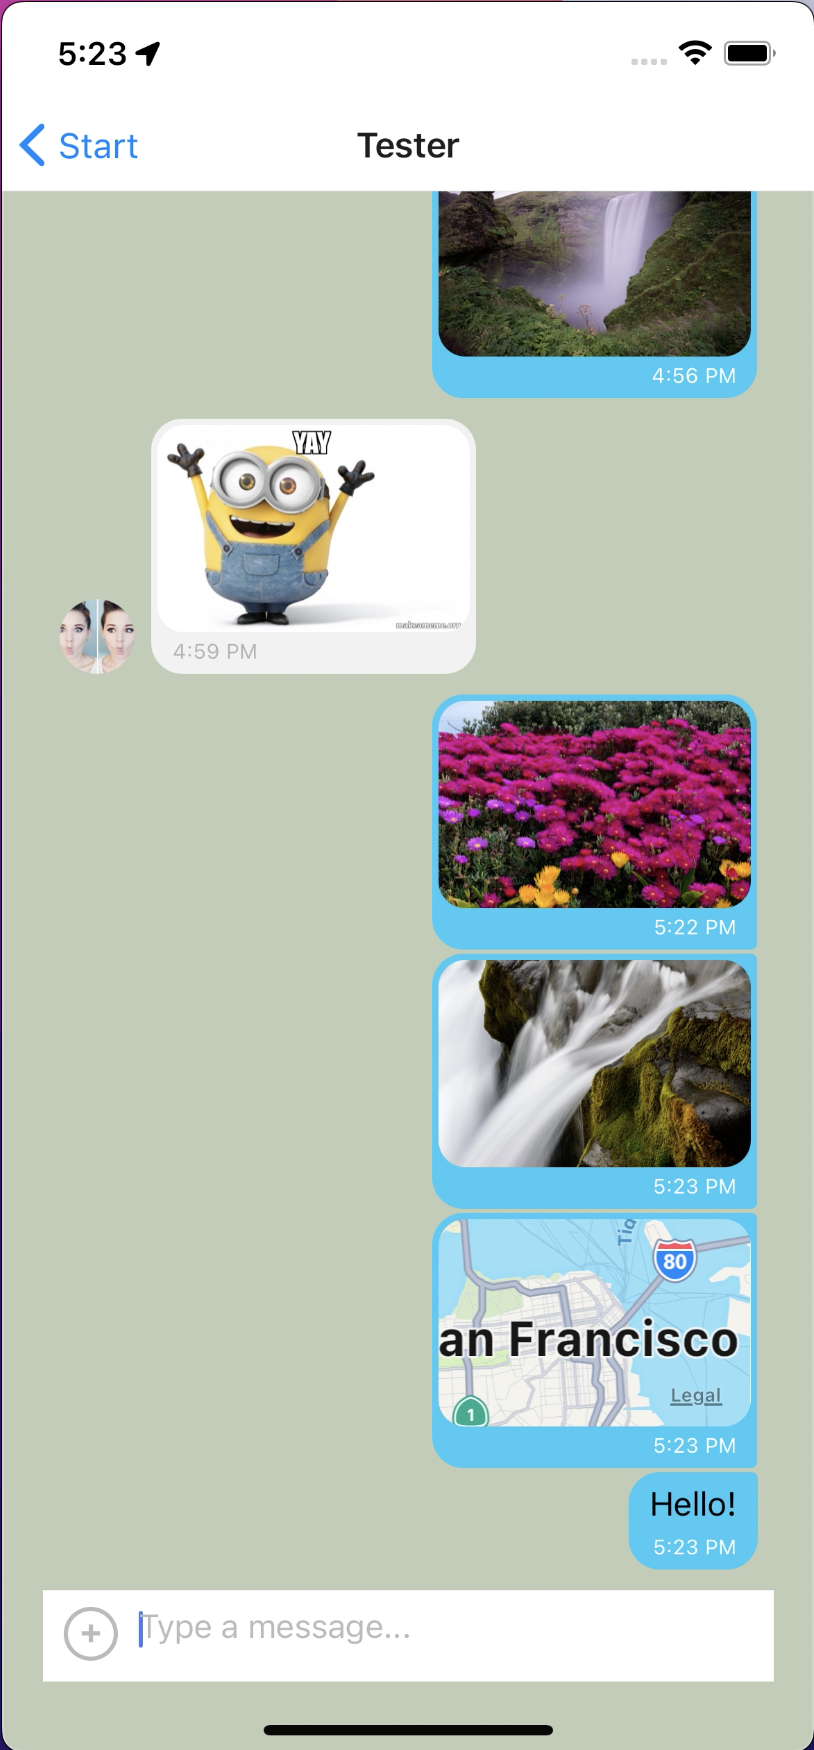 5:23
Start
Tester
4:56 PM
YAY
makeameme.org
4:59 PM
5:22 PM
5:23 PM
Tig
80
an Francisco
Legal
1
5:23 PM
Hello!
5:23 PM
Type a message...